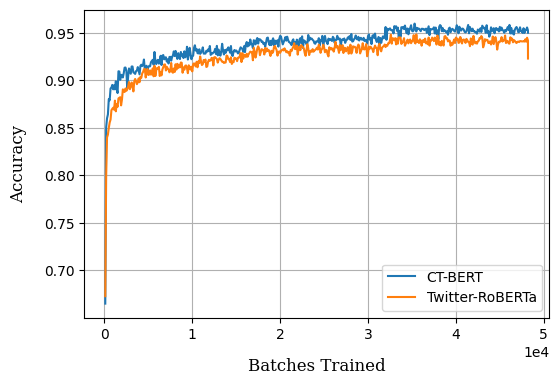 0.95
0.90
0.85
0.80
0.75
0.70
Accuracy
CT-BERT
Twitter-RoBERTa
0 1 2 3 4 5
1e4
Batches Trained